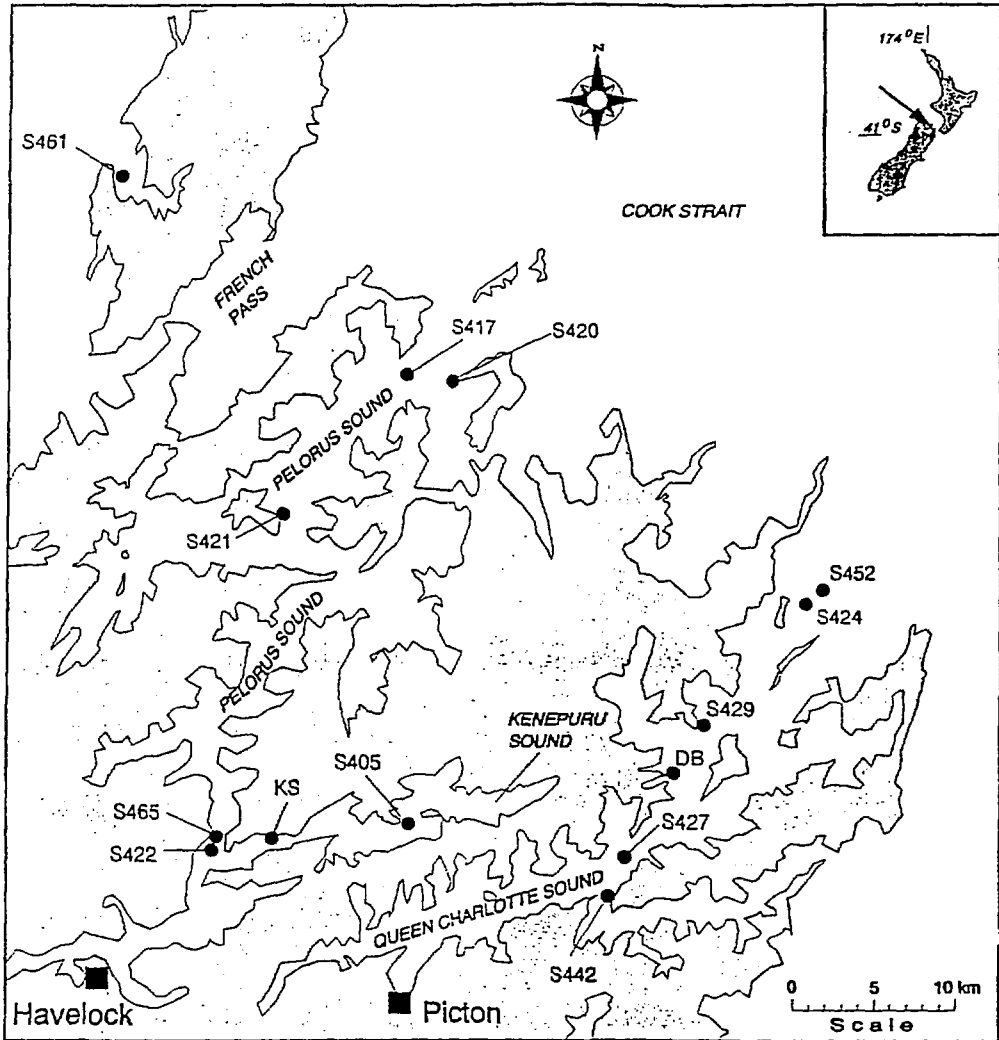 174°E
41°S
N
S461
COOK STRAIT
FRENCH
PASS
S417
S420
PELORUS SOUND
S421
S452
S424
PELORUS SOUND
S429
KENEPURU
SOUND
S405
DB
KS
S465
S427
S422
QUEEN CHARLOTTE SOUND
S442
Havelock
Picton
0 5 10 km
Scale